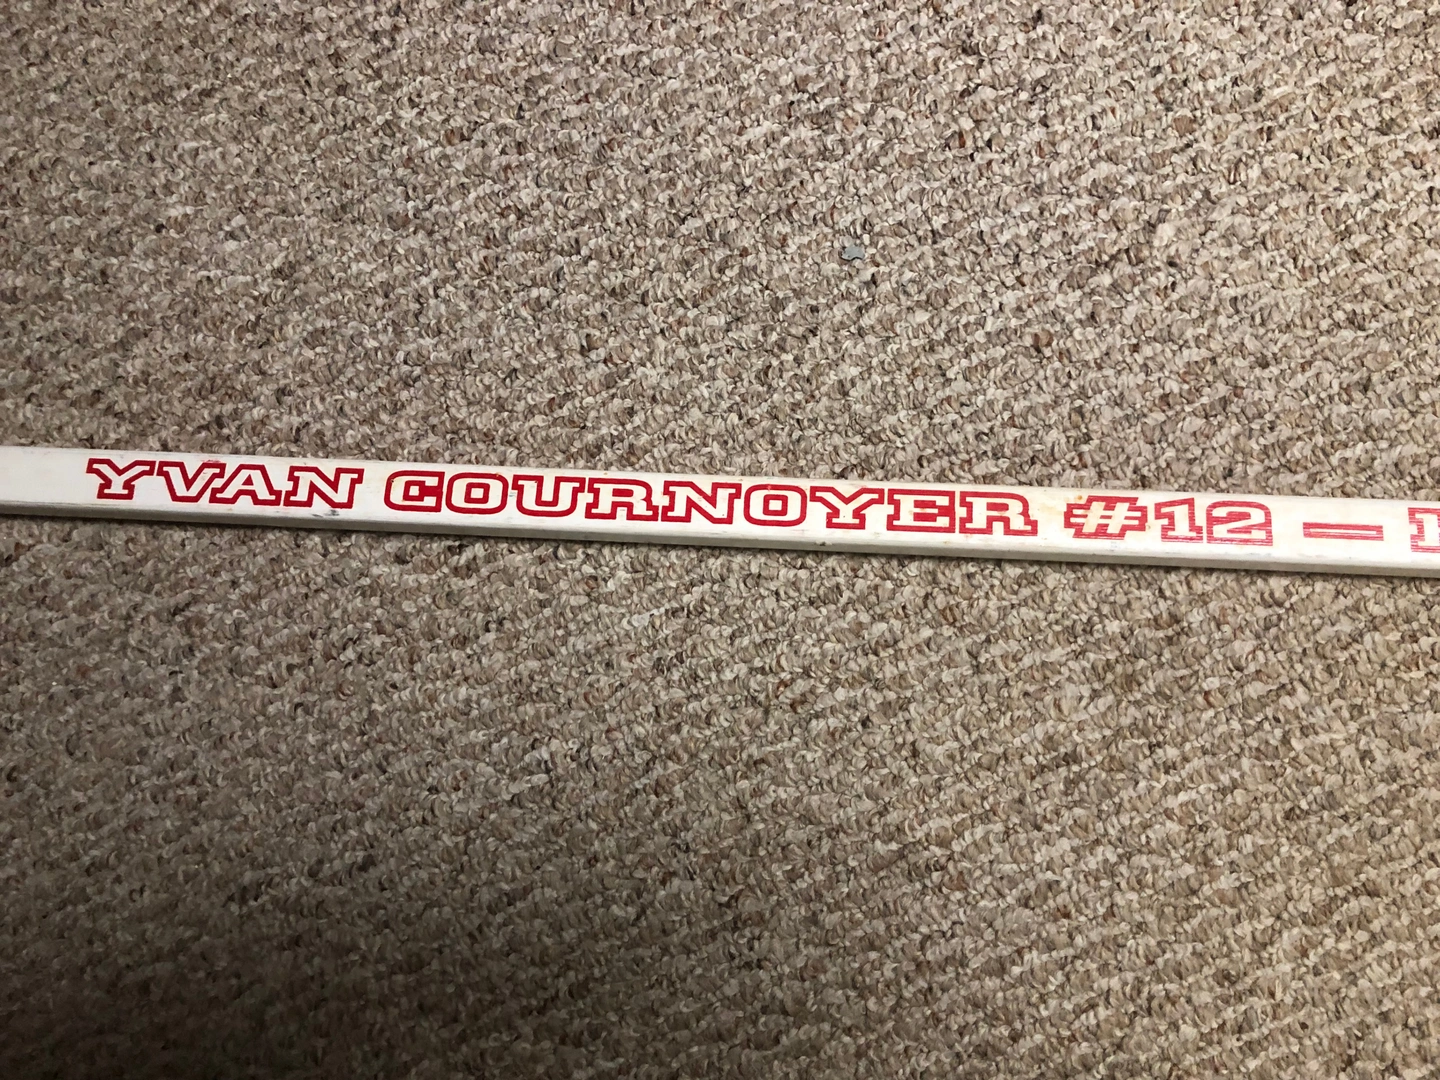 YVAN COURNOYER #12 —